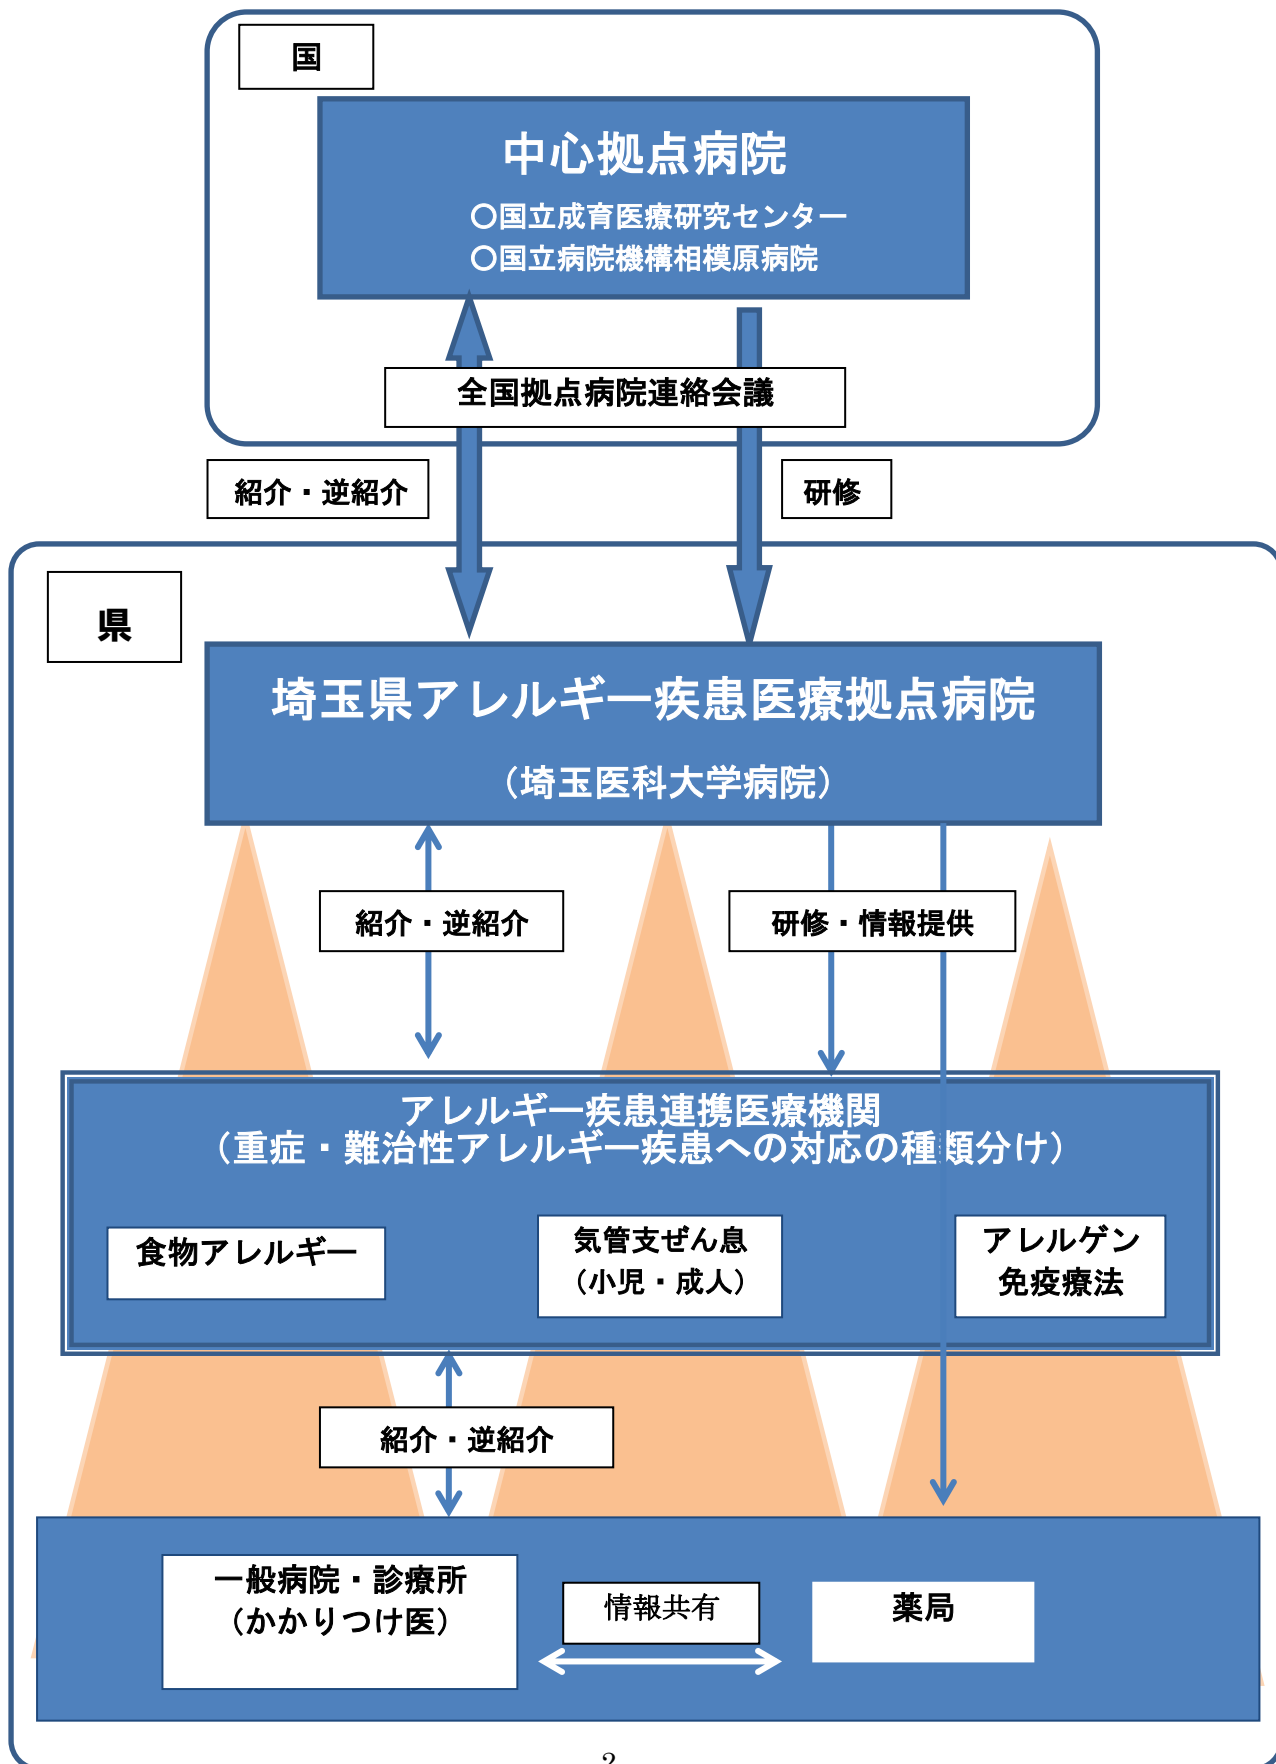 国
中心拠点病院
〇国立成育医療研究センター
〇国立病院機構相模原病院
全国拠点病院連絡会議
紹介・逆紹介
研修
県
埼玉県アレルギー疾患医療拠点病院
（埼玉医科大学病院）
紹介・逆紹介
研修・情報提供
アレルギー疾患連携医療機関
（重症・難治性アレルギー疾患への対応の種類分け）
食物アレルギー
気管支ぜん息
（小児・成人）
アレルゲン
免疫療法
紹介・逆紹介
一般病院・診療所
（かかりつけ医）
情報共有
薬局